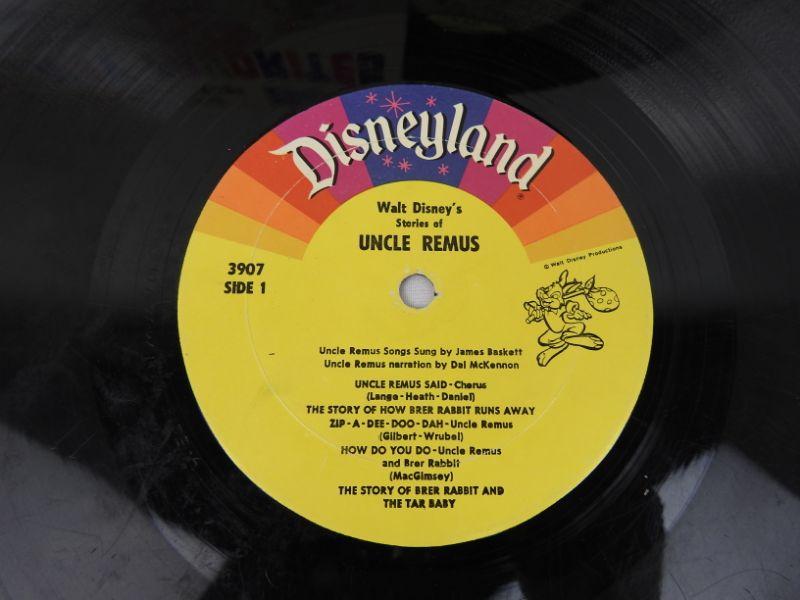 Disneyland ®
Walt Disney's
Stories of
UNCLE REMUS
© Walt Disney Productions
3907
SIDE 1
Uncle Remus Songs Sung by James Baskett
Uncle Remus narration by Dal McKennon
UNCLE REMUS SAID - Chorus
(Lange - Heath - Daniel)
THE STORY OF HOW BRER RABBIT RUNS AWAY
ZIP - A - DEE - DOO - DAH - Uncle Remus
(Gilbert - Wrubel)
HOW DO YOU DO - Uncle Remus
and Brer Rabbit
(MacGimsey)
THE STORY OF BRER RABBIT AND
THE TAR BABY